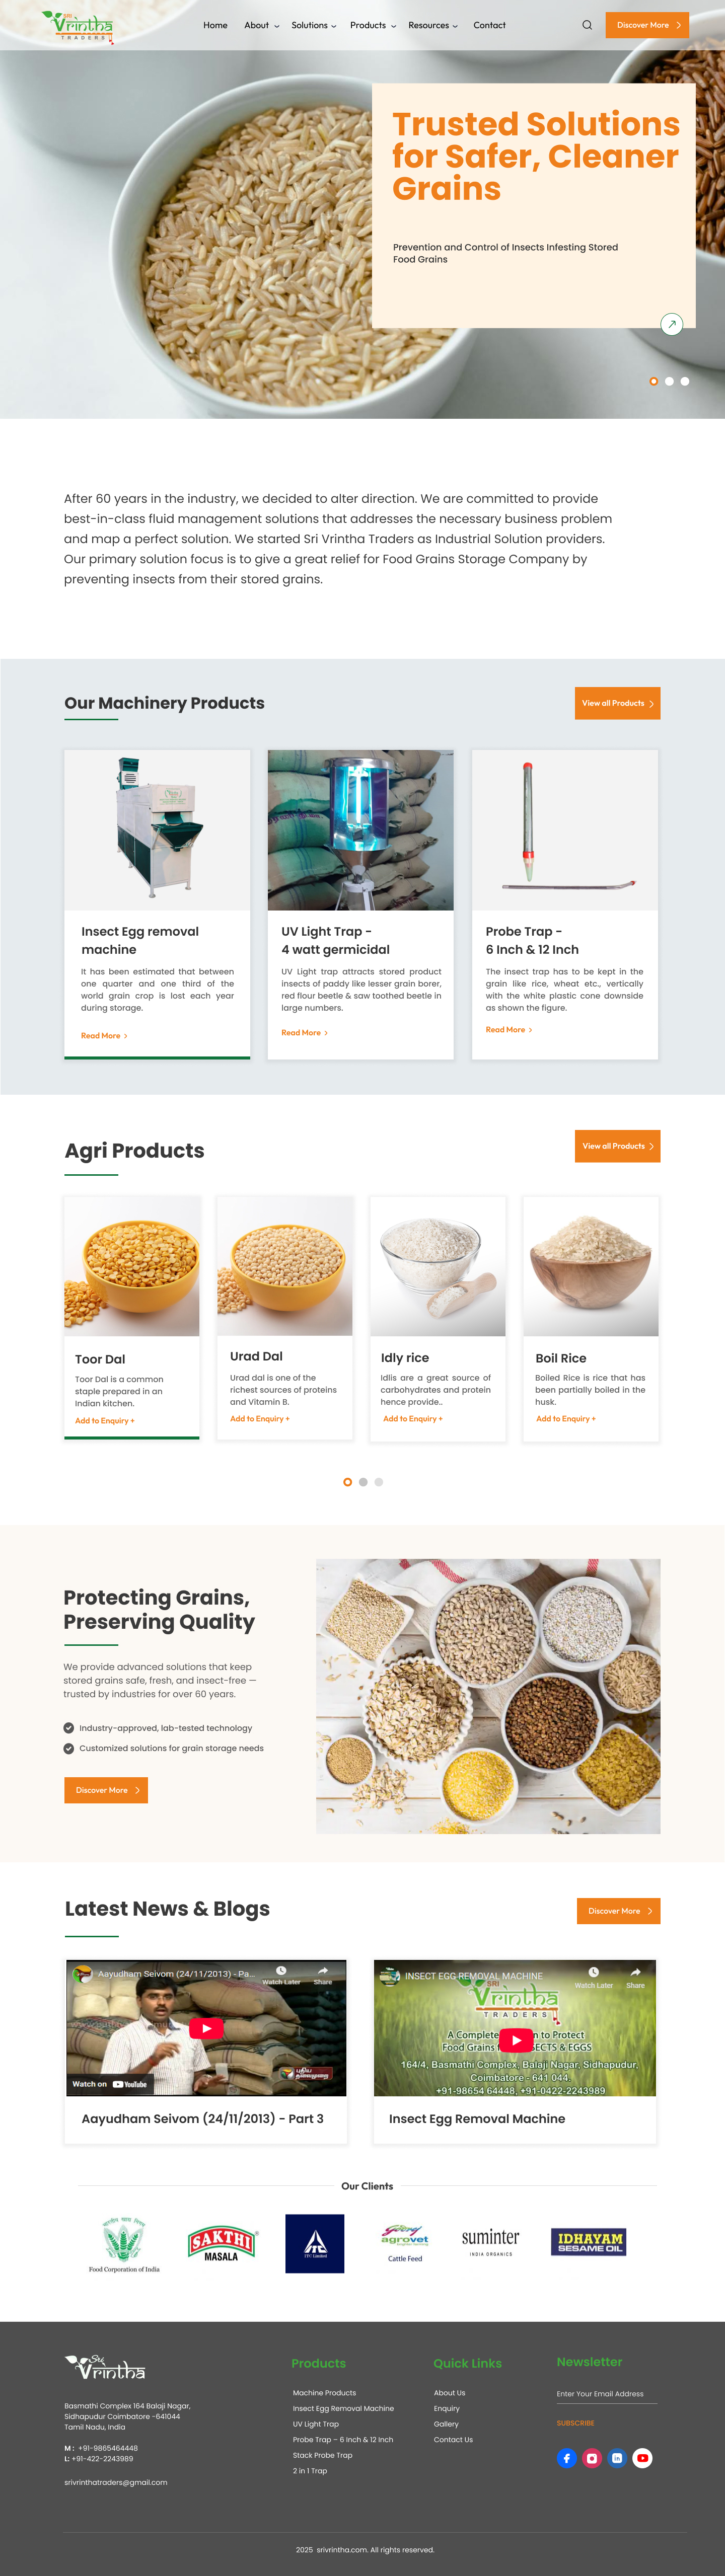 SRI
Vrintha
TRADERS
Home About Solutions Products Resources Contact
Discover More
Trusted Solutions
for Safer, Cleaner
Grains
Prevention and Control of Insects Infesting Stored
Food Grains
After 60 years in the industry, we decided to alter direction. We are committed to provide
best-in-class fluid management solutions that addresses the necessary business problem
and map a perfect solution. We started Sri Vrintha Traders as Industrial Solution providers.
Our primary solution focus is to give a great relief for Food Grains Storage Company by
preventing insects from their stored grains.
Our Machinery Products
View all Products
Insect Egg removal
machine
It has been estimated that between
one quarter and one third of the
world grain crop is lost each year
during storage.
Read More
UV Light Trap -
4 watt germicidal
UV Light trap attracts stored product
insects of paddy like lesser grain borer,
red flour beetle & saw toothed beetle in
large numbers.
Read More
Probe Trap -
6 Inch & 12 Inch
The insect trap has to be kept in the
grain like rice, wheat etc., vertically
with the white plastic cone downside
as shown the figure.
Read More
Agri Products
View all Products
Toor Dal
Toor Dal is a common
staple prepared in an
Indian kitchen.
Add to Enquiry +
Urad Dal
Urad dal is one of the
richest sources of proteins
and Vitamin B.
Add to Enquiry +
Idly rice
Idlis are a great source of
carbohydrates and protein
hence provide..
Add to Enquiry +
Boil Rice
Boiled Rice is rice that has
been partially boiled in the
husk.
Add to Enquiry +
Protecting Grains,
Preserving Quality
We provide advanced solutions that keep
stored grains safe, fresh, and insect-free —
trusted by industries for over 60 years.
Industry-approved, lab-tested technology
Customized solutions for grain storage needs
Discover More
Latest News & Blogs
Discover More
Aayudham Seivom (24/11/2013) - Pa...
Watch Later Share
Watch on YouTube
புதிய
தலைமுறை
Aayudham Seivom (24/11/2013) - Part 3
INSECT EGG REMOVAL MACHINE
Watch Later Share
SRI
Vrintha
TRADERS
164/4, Basmathi Complex, Balaji Nagar, Sidhapudur,
Coimbatore - 641 044.
+91-98654 64448, +91-0422-2243989
Insect Egg Removal Machine
Our Clients
Food Corporation of India
SAKTHI
MASALA
ITC Limited
Godrej
agrovet
Cattle Feed
suminter
INDIA ORGANICS
IDHAYAM
SESAME OIL
Sri
Vrintha
Basmathi Complex 164 Balaji Nagar,
Sidhapudur Coimbatore -641044
Tamil Nadu, India
M : +91-9865464448
L: +91-422-2243989
srivrinthatraders@gmail.com
Products
Machine Products
Insect Egg Removal Machine
UV Light Trap
Probe Trap – 6 Inch & 12 Inch
Stack Probe Trap
2 in 1 Trap
Quick Links
About Us
Enquiry
Gallery
Contact Us
Newsletter
Enter Your Email Address
SUBSCRIBE
2025 srivrintha.com. All rights reserved.